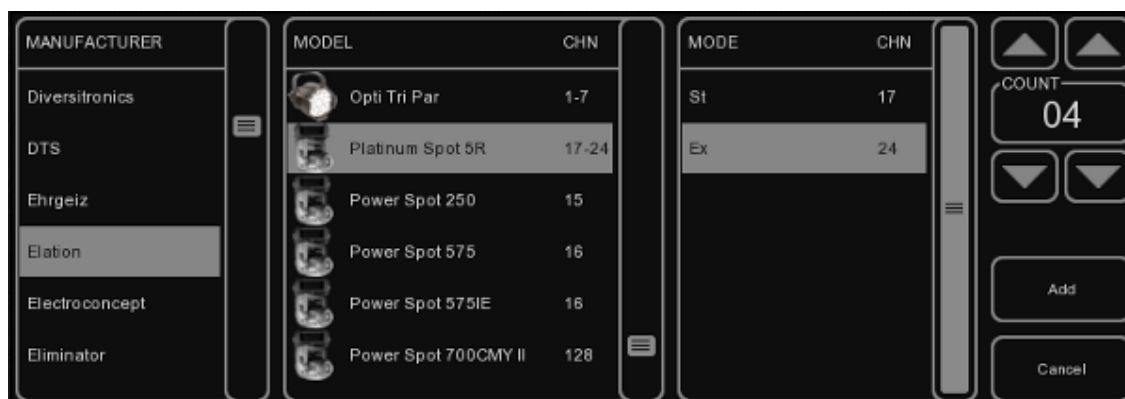 MANUFACTURER
Diversitronics
DTS
Ehrgeiz
Elation
Electroconcept
Eliminator
MODEL CHN
Opti Tri Par 1-7
Platinum Spot 5R 17-24
Power Spot 250 15
Power Spot 575 16
Power Spot 575IE 16
Power Spot 700CMY II 128
MODE CHN
St 17
Ex 24
COUNT
04
Add
Cancel